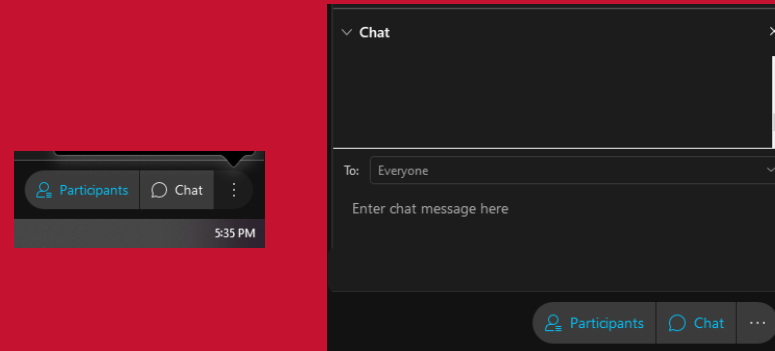 Participants
Chat
5:35 PM
Chat
To:
Everyone
Enter chat message here
Participants
Chat